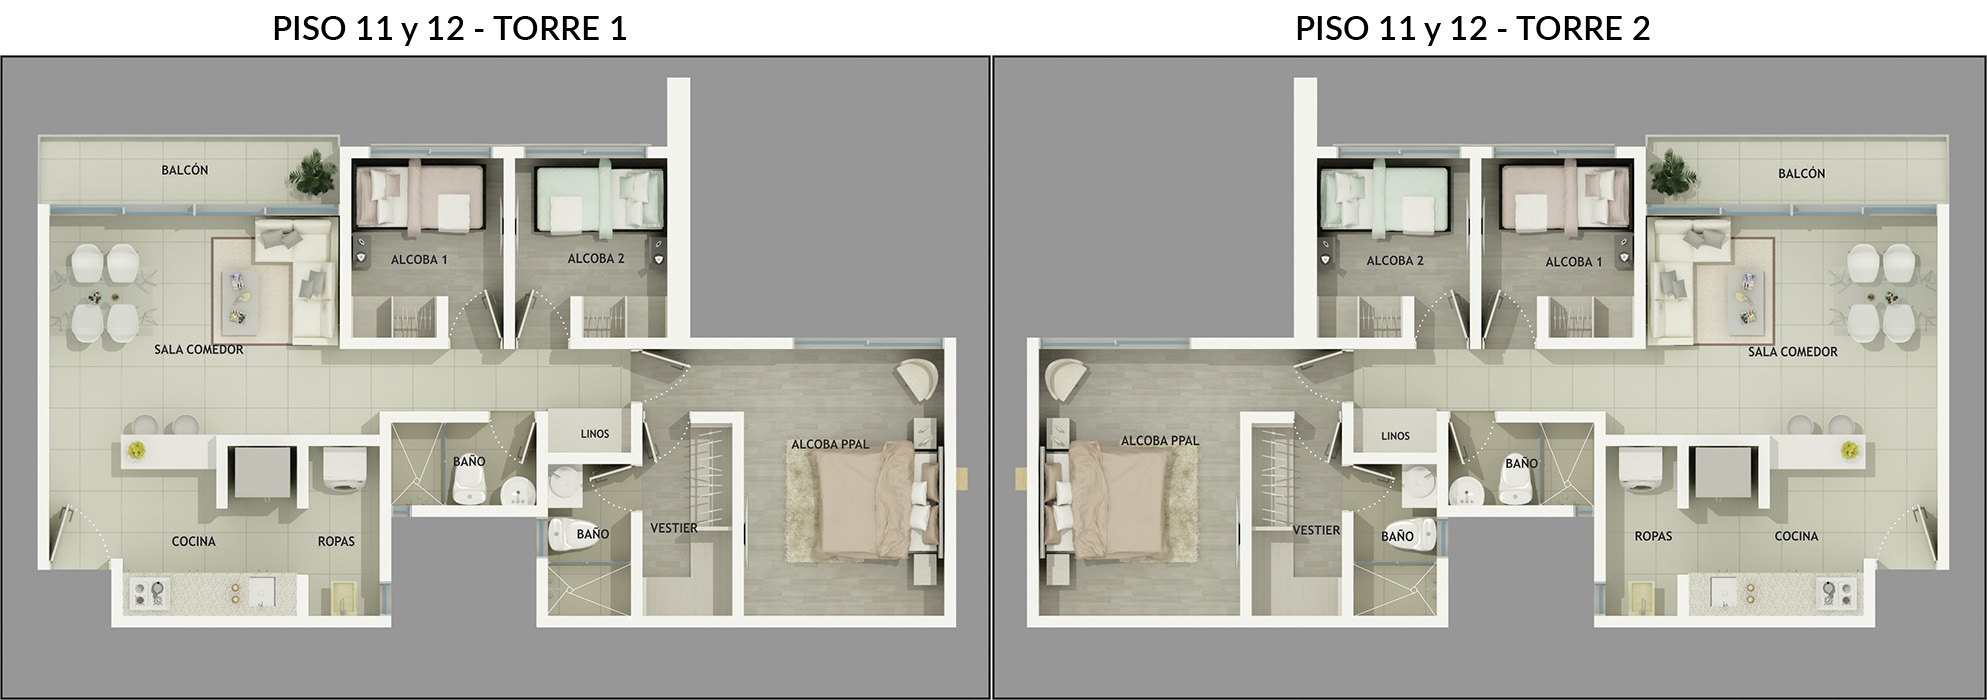 PISO 11 y 12 - TORRE 1
BALCÓN
ALCOBA 1
ALCOBA 2
SALA COMEDOR
LINOS
ALCOBA PPAL
BAÑO
VESTIER
BAÑO
COCINA
ROPAS
PISO 11 y 12 - TORRE 2
BALCÓN
ALCOBA 2
ALCOBA 1
SALA COMEDOR
ALCOBA PPAL
LINOS
BAÑO
VESTIER
BAÑO
ROPAS
COCINA